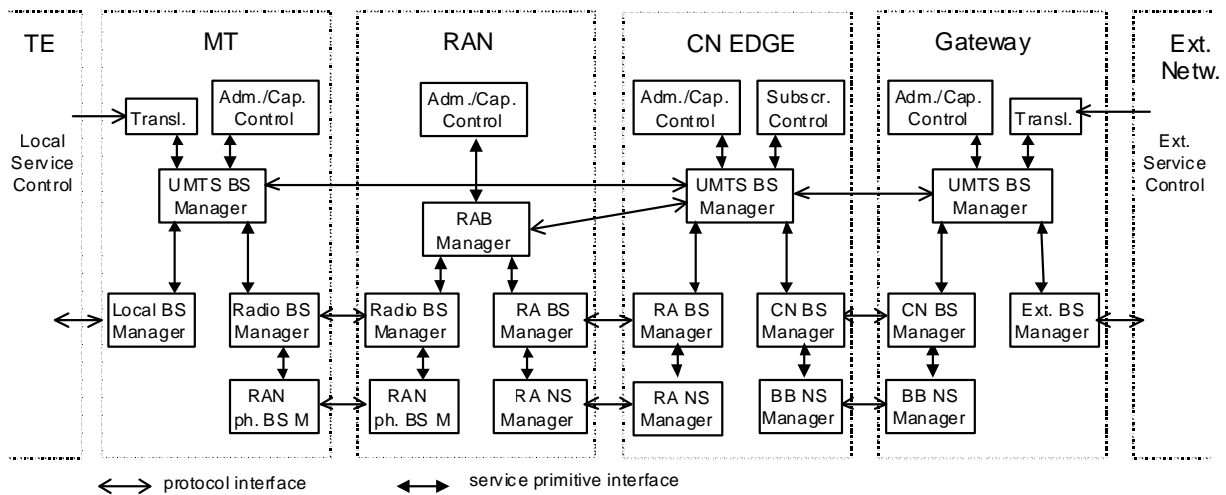 TE
MT
RAN
CN EDGE
Gateway
Ext.
Netw.
Transl.
Adm./Cap.
Control
Adm./Cap.
Control
Adm./Cap.
Control
Subscr.
Control
Adm./Cap.
Control
Transl.
Local
Service
Control
Ext.
Service
Control
UMTS BS
Manager
RAB
Manager
UMTS BS
Manager
UMTS BS
Manager
Local BS
Manager
Radio BS
Manager
Radio BS
Manager
RA BS
Manager
RA BS
Manager
CN BS
Manager
CN BS
Manager
Ext. BS
Manager
RAN
ph. BS M
RAN
ph. BS M
RA NS
Manager
RA NS
Manager
BB NS
Manager
BB NS
Manager
protocol interface
service primitive interface